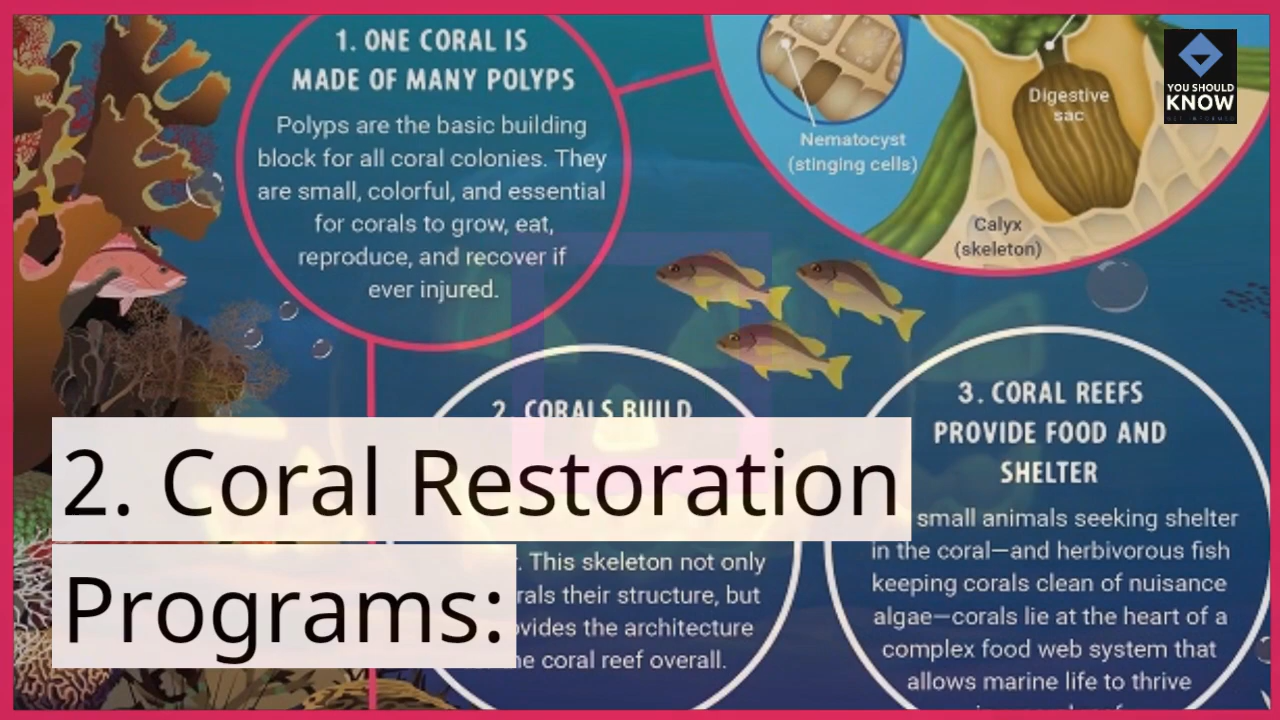 1. ONE CORAL IS
MADE OF MANY POLYPS
Polyps are the basic building
block for all coral colonies. They
are small, colorful, and essential
for corals to grow, eat,
reproduce, and recover if
ever injured.
Nematocyst
(stinging cells)
Digestive
sac
Calyx
(skeleton)
YOU SHOULD
KNOW
GET INFORMED
2. CORALS BUILD
This skeleton not only
their structure, but
the architecture
coral reef overall.
3. CORAL REEFS
PROVIDE FOOD AND
SHELTER
small animals seeking shelter
in the coral—and herbivorous fish
keeping corals clean of nuisance
algae—corals lie at the heart of a
complex food web system that
allows marine life to thrive
2. Coral Restoration
Programs: